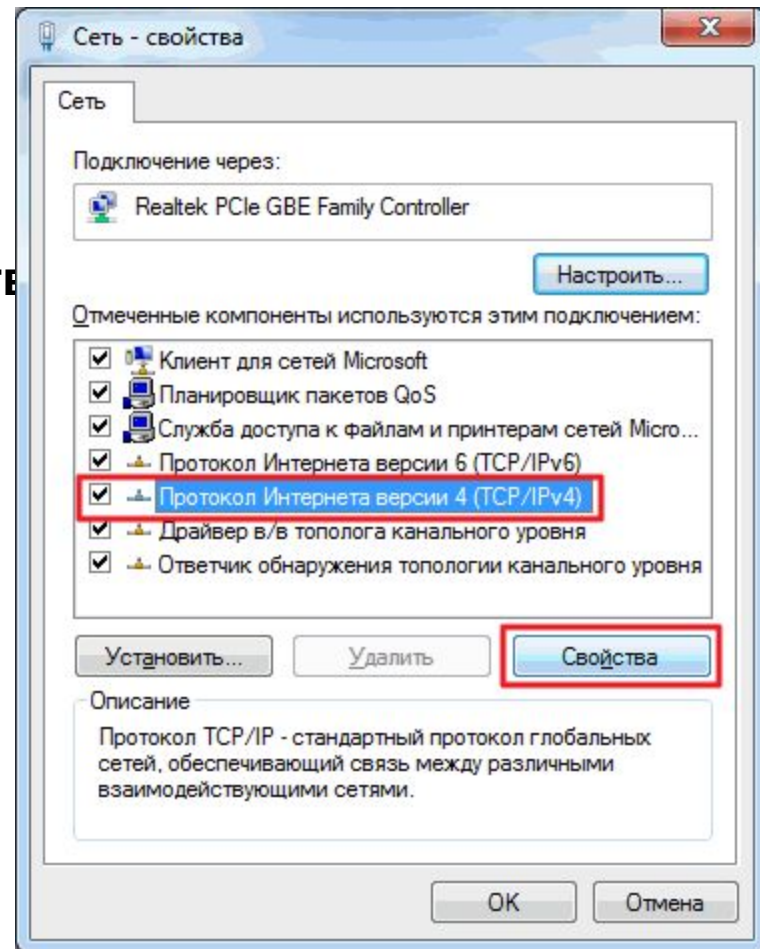 Сеть - свойства
Сеть
Подключение через:
Realtek PCIe GBE Family Controller
Настроить...
Отмеченные компоненты используются этим подключением:
Клиент для сетей Microsoft
Планировщик пакетов QoS
Служба доступа к файлам и принтерам сетей Micro...
Протокол Интернета версии 6 (TCP/IPv6)
Протокол Интернета версии 4 (TCP/IPv4)
Драйвер в/в тополога канального уровня
Ответчик обнаружения топологии канального уровня
Установить...
Удалить
Свойства
Описание
Протокол TCP/IP - стандартный протокол глобальных
сетей, обеспечивающий связь между различными
взаимодействующими сетями.
ОК
Отмена